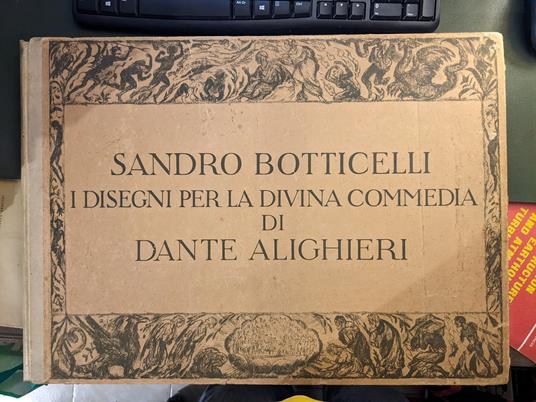 SANDRO BOTTICELLI
I DISEGNI PER LA DIVINA COMMEDIA
DI
DANTE ALIGHIERI